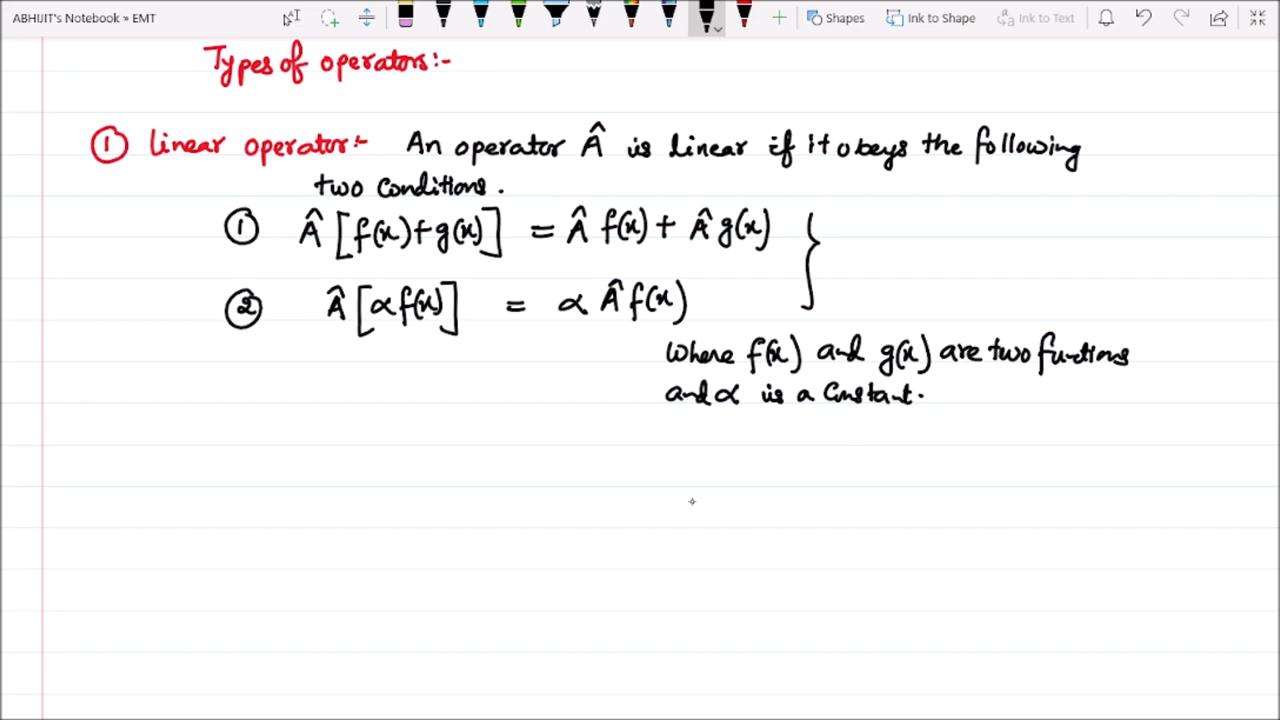 ABHIJIT's Notebook » EMT
Shapes
Ink to Shape
Ink to Text
Types of operators:-
① linear operator:- An operator Â is linear if it obeys the following
two conditions.
① Â [f(x)+g(x)] = Â f(x) + Â g(x)
② Â [αf(x)] = α Â f(x)
where f(x) and g(x) are two functions
and α is a constant.